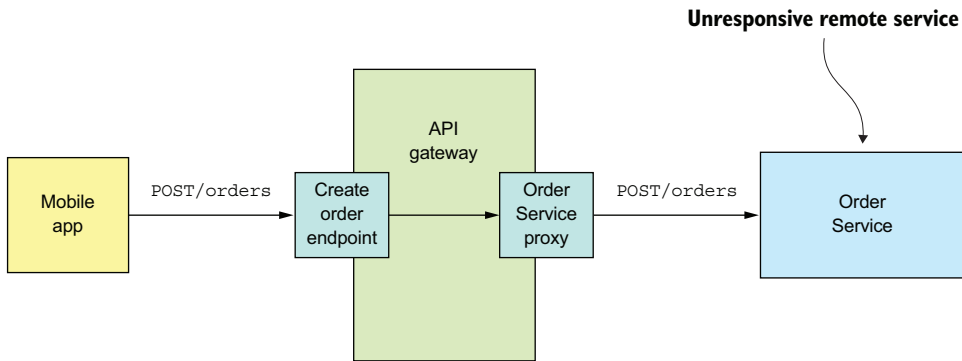 Unresponsive remote service
API
gateway
Mobile
app
POST/orders
Create
order
endpoint
Order
Service
proxy
POST/orders
Order
Service